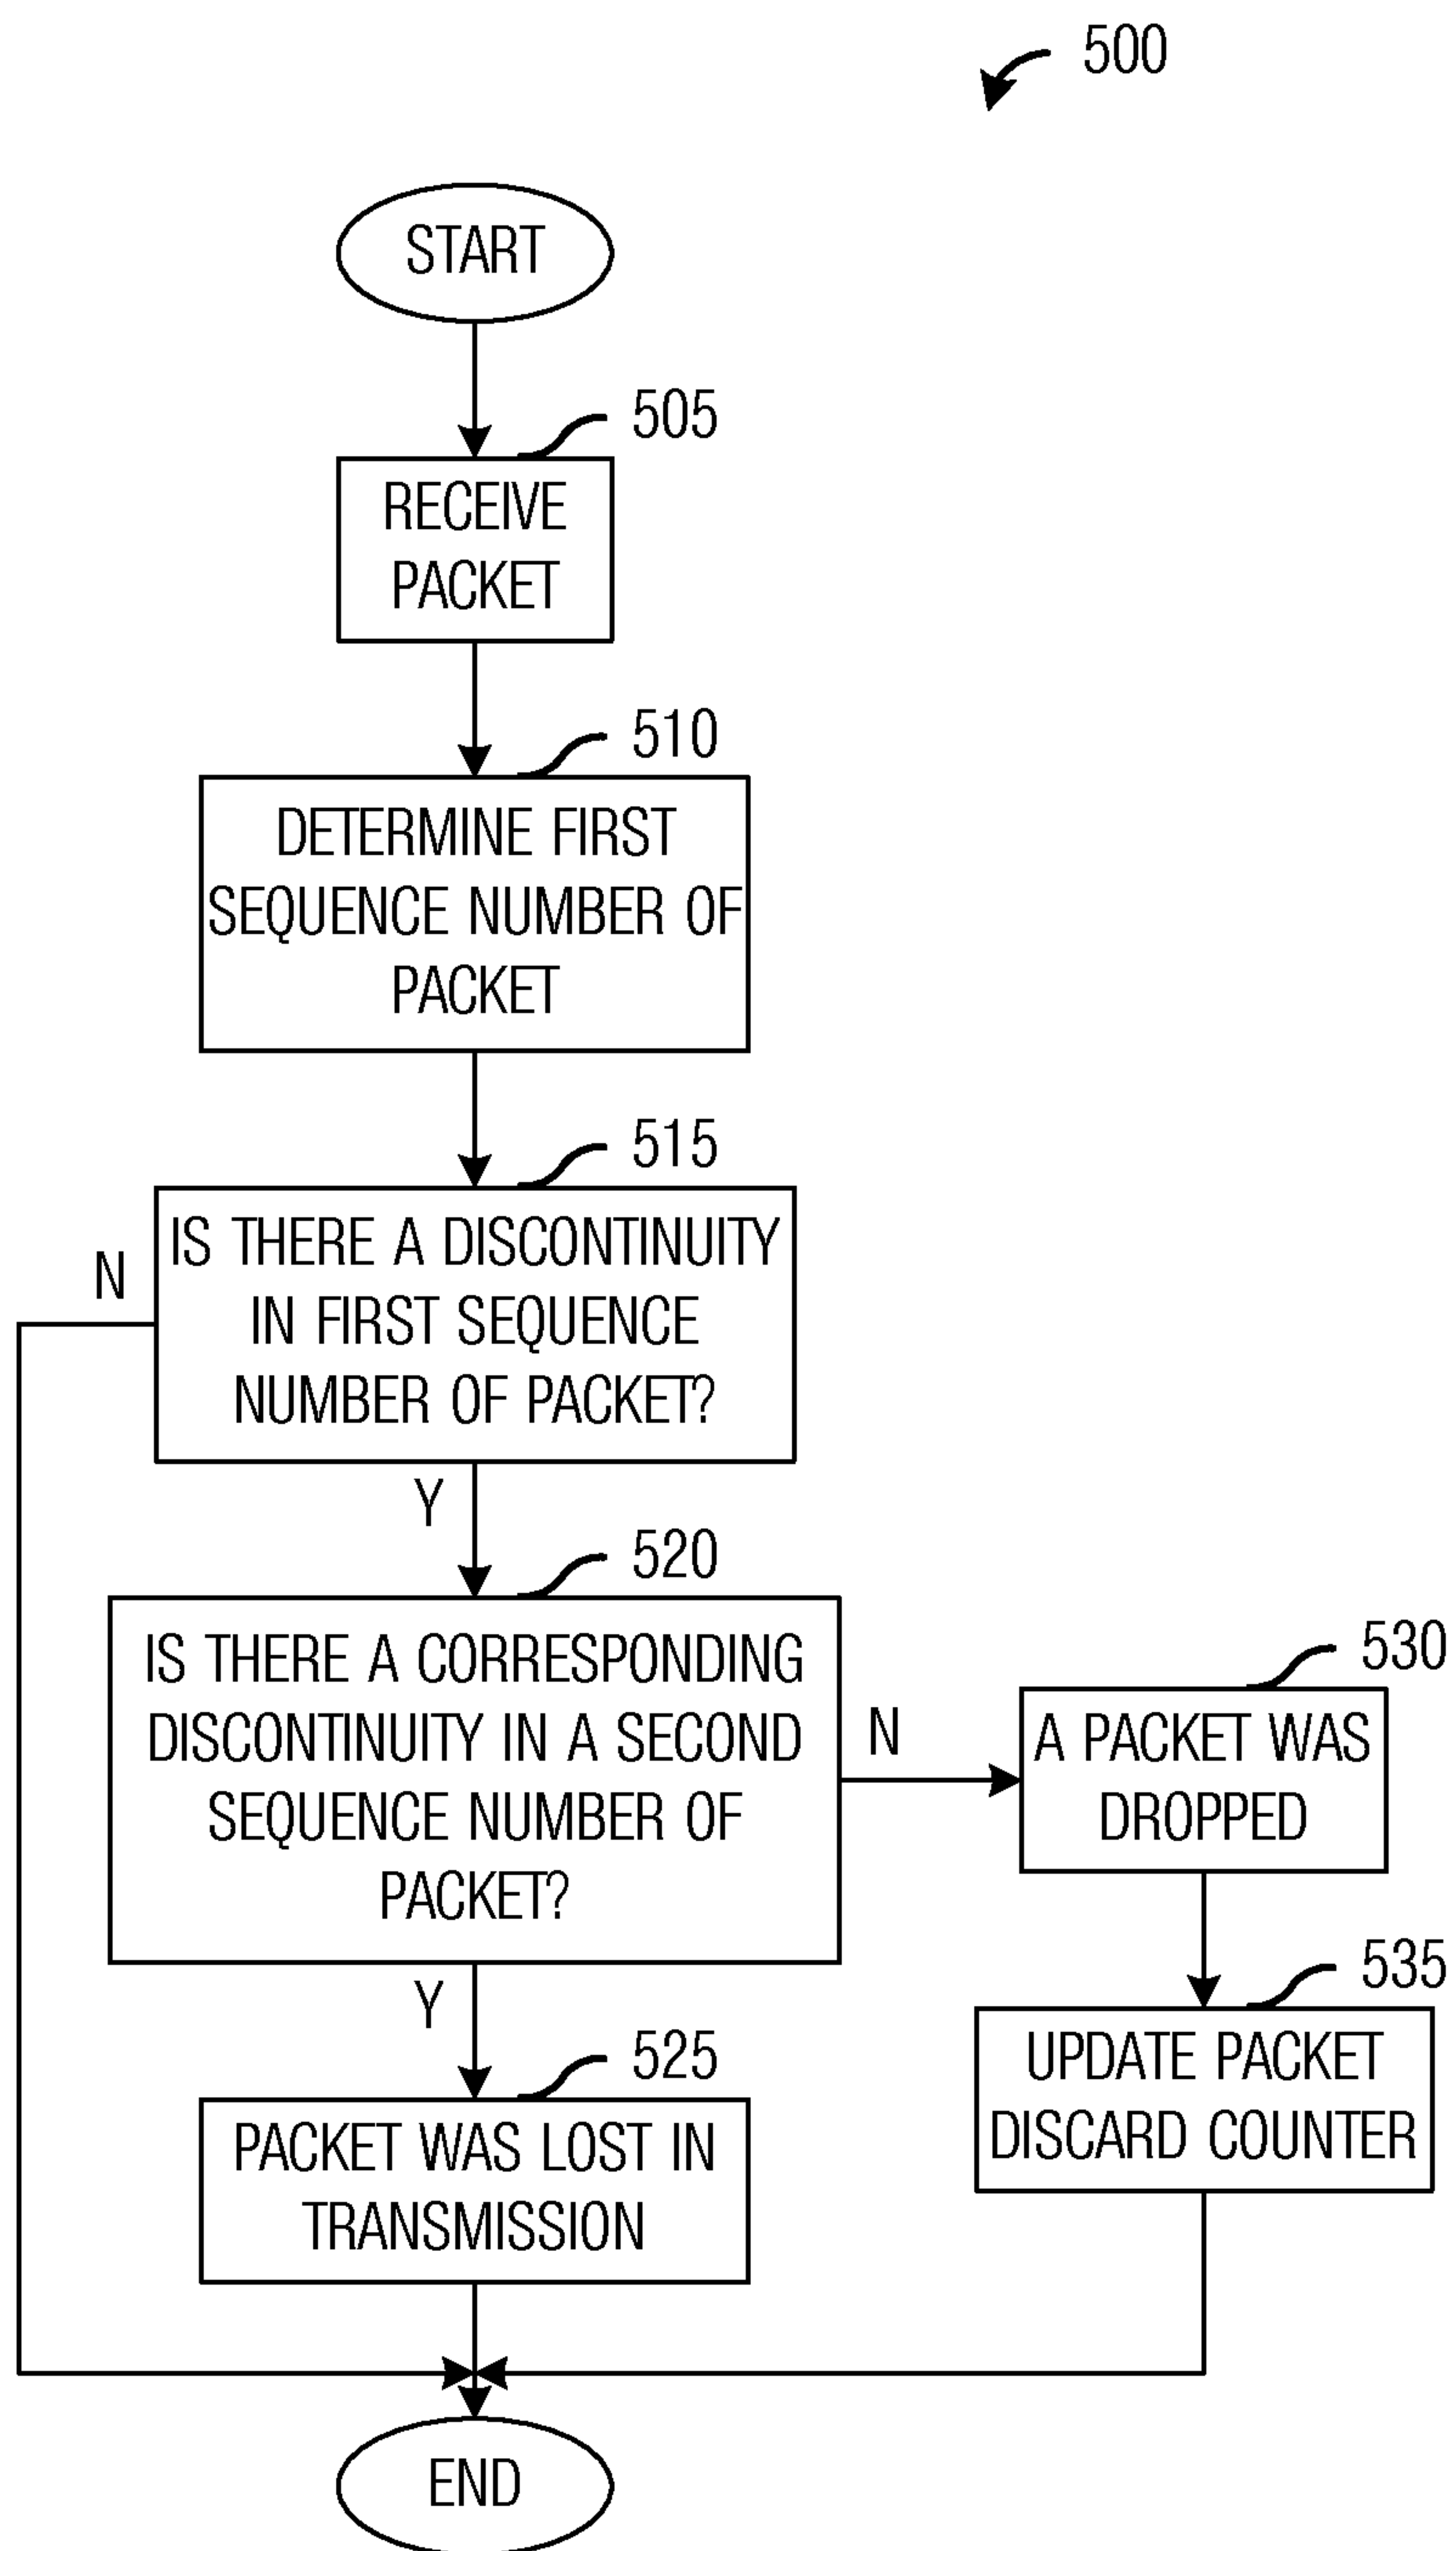 500
START
505
RECEIVE
PACKET
510
DETERMINE FIRST
SEQUENCE NUMBER OF
PACKET
515
IS THERE A DISCONTINUITY
IN FIRST SEQUENCE
NUMBER OF PACKET?
N
Y
520
IS THERE A CORRESPONDING
DISCONTINUITY IN A SECOND
SEQUENCE NUMBER OF
PACKET?
N
530
A PACKET WAS
DROPPED
Y
525
PACKET WAS LOST IN
TRANSMISSION
535
UPDATE PACKET
DISCARD COUNTER
END